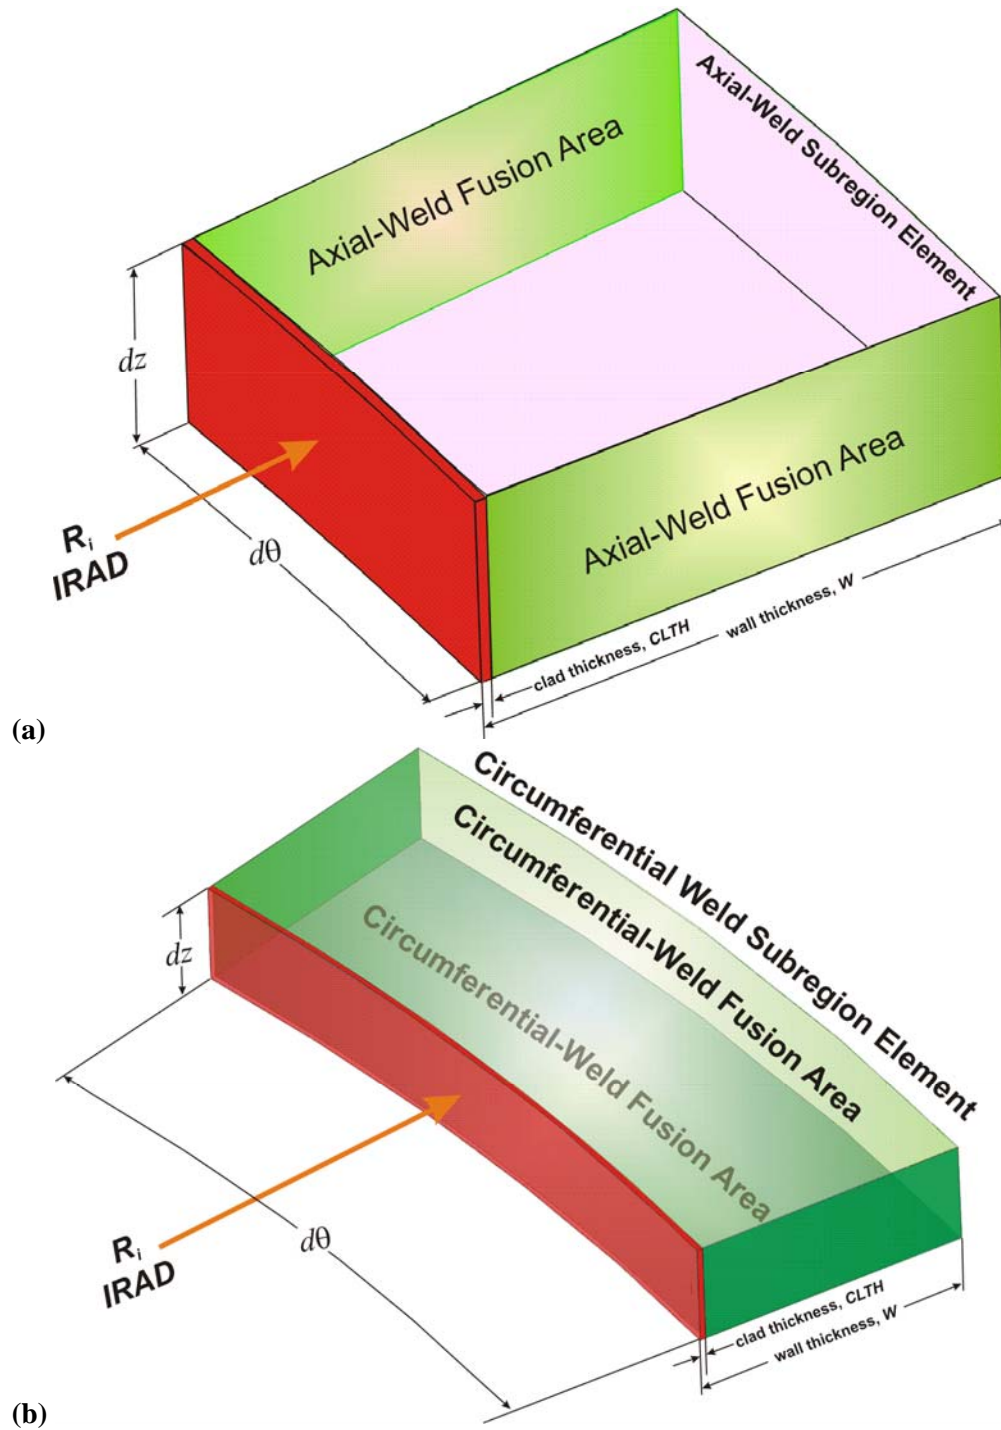 Axial-Weld Fusion Area
Axial-Weld Subregion Element
dz
Axial-Weld Fusion Area
R_i
IRAD
dθ
clad thickness, CLTH
wall thickness, W
(a)
Circumferential Weld Subregion Element
Circumferential-Weld Fusion Area
Circumferential-Weld Fusion Area
dz
R_i
IRAD
dθ
clad thickness, CLTH
wall thickness, W
(b)